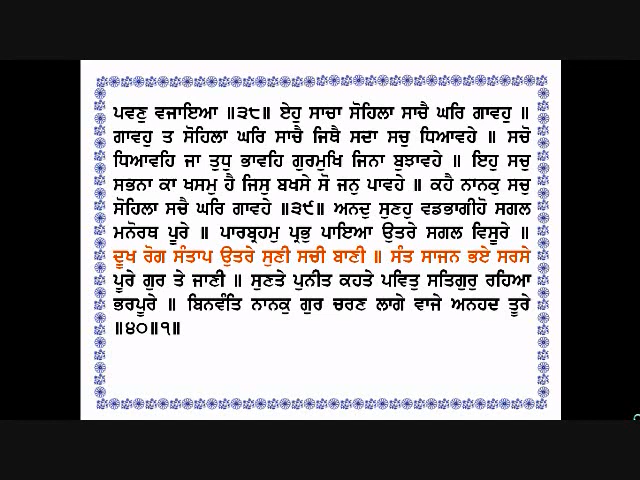 ਪਵਣੁ ਵਜਾਇਆ ॥੩੮॥ ਏਹੁ ਸਾਚਾ ਸੋਹਿਲਾ ਸਾਚੈ ਘਰਿ ਗਾਵਹੁ ॥
ਗਾਵਹੁ ਤ ਸੋਹਿਲਾ ਘਰਿ ਸਾਚੈ ਜਿਥੈ ਸਦਾ ਸਚੁ ਧਿਆਵਹੇ ॥ ਸਚੋ
ਧਿਆਵਹਿ ਜਾ ਤੁਧੁ ਭਾਵਹਿ ਗੁਰਮੁਖਿ ਜਿਨਾ ਬੁਝਾਵਹੇ ॥ ਇਹੁ ਸਚੁ
ਸਭਨਾ ਕਾ ਖਸਮੁ ਹੈ ਜਿਸੁ ਬਖਸੇ ਸੋ ਜਨੁ ਪਾਵਹੇ ॥ ਕਹੈ ਨਾਨਕੁ ਸਚੁ
ਸੋਹਿਲਾ ਸਚੈ ਘਰਿ ਗਾਵਹੇ ॥੩੯॥ ਅਨਦੁ ਸੁਣਹੁ ਵਡਭਾਗੀਹੋ ਸਗਲ
ਮਨੋਰਥ ਪੂਰੇ ॥ ਪਾਰਬ੍ਰਹਮੁ ਪ੍ਰਭੁ ਪਾਇਆ ਉਤਰੇ ਸਗਲ ਵਿਸੂਰੇ ॥
ਦੂਖ ਰੋਗ ਸੰਤਾਪ ਉਤਰੇ ਸੁਣੀ ਸਚੀ ਬਾਣੀ ॥ ਸੰਤ ਸਾਜਨ ਭਏ ਸਰਸੇ
ਪੂਰੇ ਗੁਰ ਤੇ ਜਾਣੀ ॥ ਸੁਣਤੇ ਪੁਨੀਤ ਕਹਤੇ ਪਵਿਤੁ ਸਤਿਗੁਰੁ ਰਹਿਆ
ਭਰਪੂਰੇ ॥ ਬਿਨਵੰਤਿ ਨਾਨਕੁ ਗੁਰ ਚਰਣ ਲਾਗੇ ਵਾਜੇ ਅਨਹਦ ਤੂਰੇ
॥੪੦॥੧॥